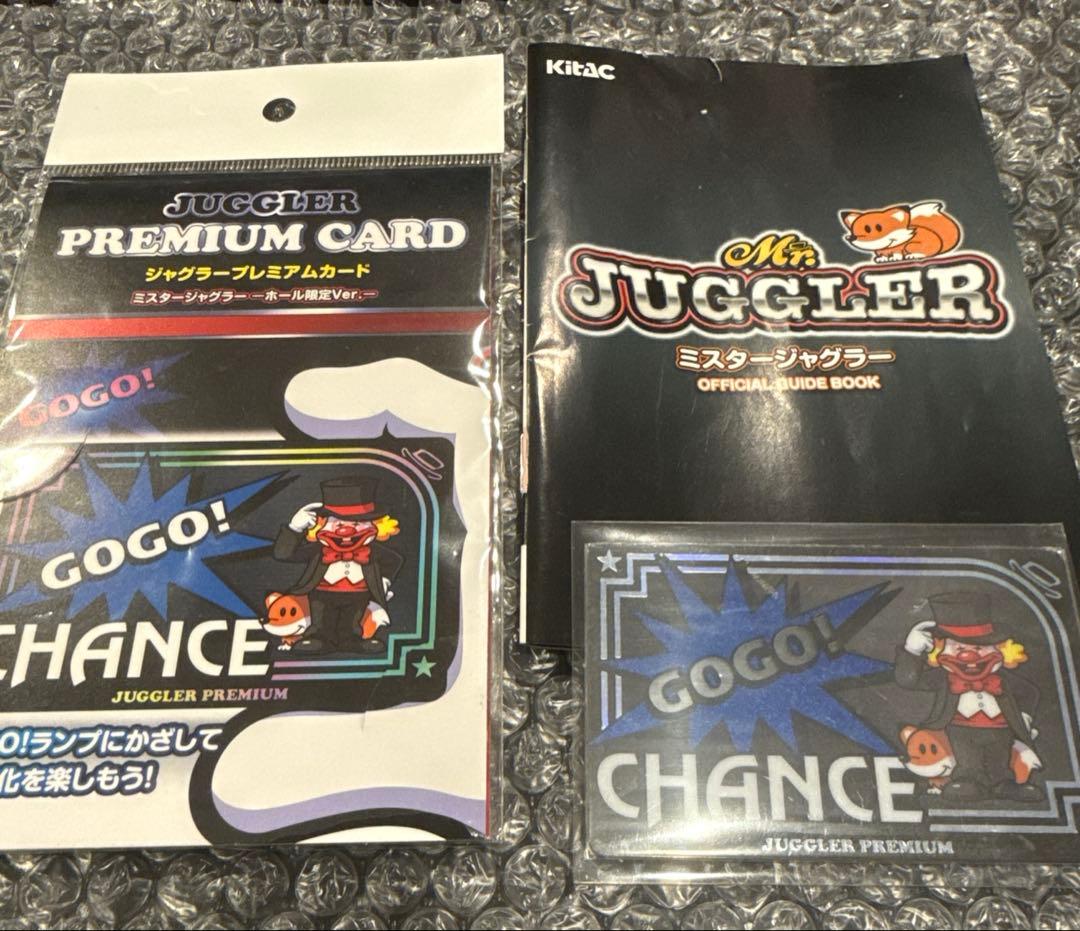 JUGGLER
PREMIUM CARD
ジャグラープレミアムカード
ミスタージャグラー ーホール限定Ver.ー
GOGO!
GOGO!
CHANCE
JUGGLER PREMIUM
O!ランプにかざして
化を楽しもう!
KitAC
Mr.
JUGGLER
ミスタージャグラー
OFFICIAL GUIDE BOOK
GOGO!
CHANCE
JUGGLER PREMIUM